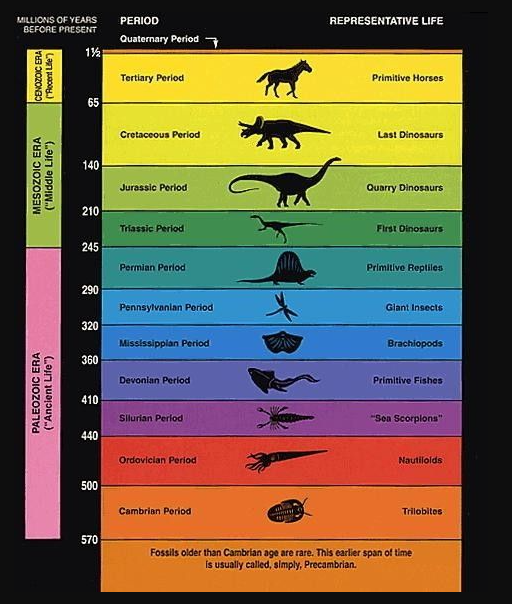 MILLIONS OF YEARS
BEFORE PRESENT
PERIOD
REPRESENTATIVE LIFE
Quaternary Period
1½
CENOZOIC ERA
("Recent Life")
Tertiary Period
Primitive Horses
65
MESOZOIC ERA
("Middle Life")
Cretaceous Period
Last Dinosaurs
140
Jurassic Period
Quarry Dinosaurs
210
Triassic Period
First Dinosaurs
245
PALEOZOIC ERA
("Ancient Life")
Permian Period
Primitive Reptiles
290
Pennsylvanian Period
Giant Insects
320
Mississippian Period
Brachiopods
360
Devonian Period
Primitive Fishes
410
Silurian Period
"Sea Scorpions"
440
Ordovician Period
Nautiloids
500
Cambrian Period
Trilobites
570
Fossils older than Cambrian age are rare. This earlier span of time
is usually called, simply, Precambrian.